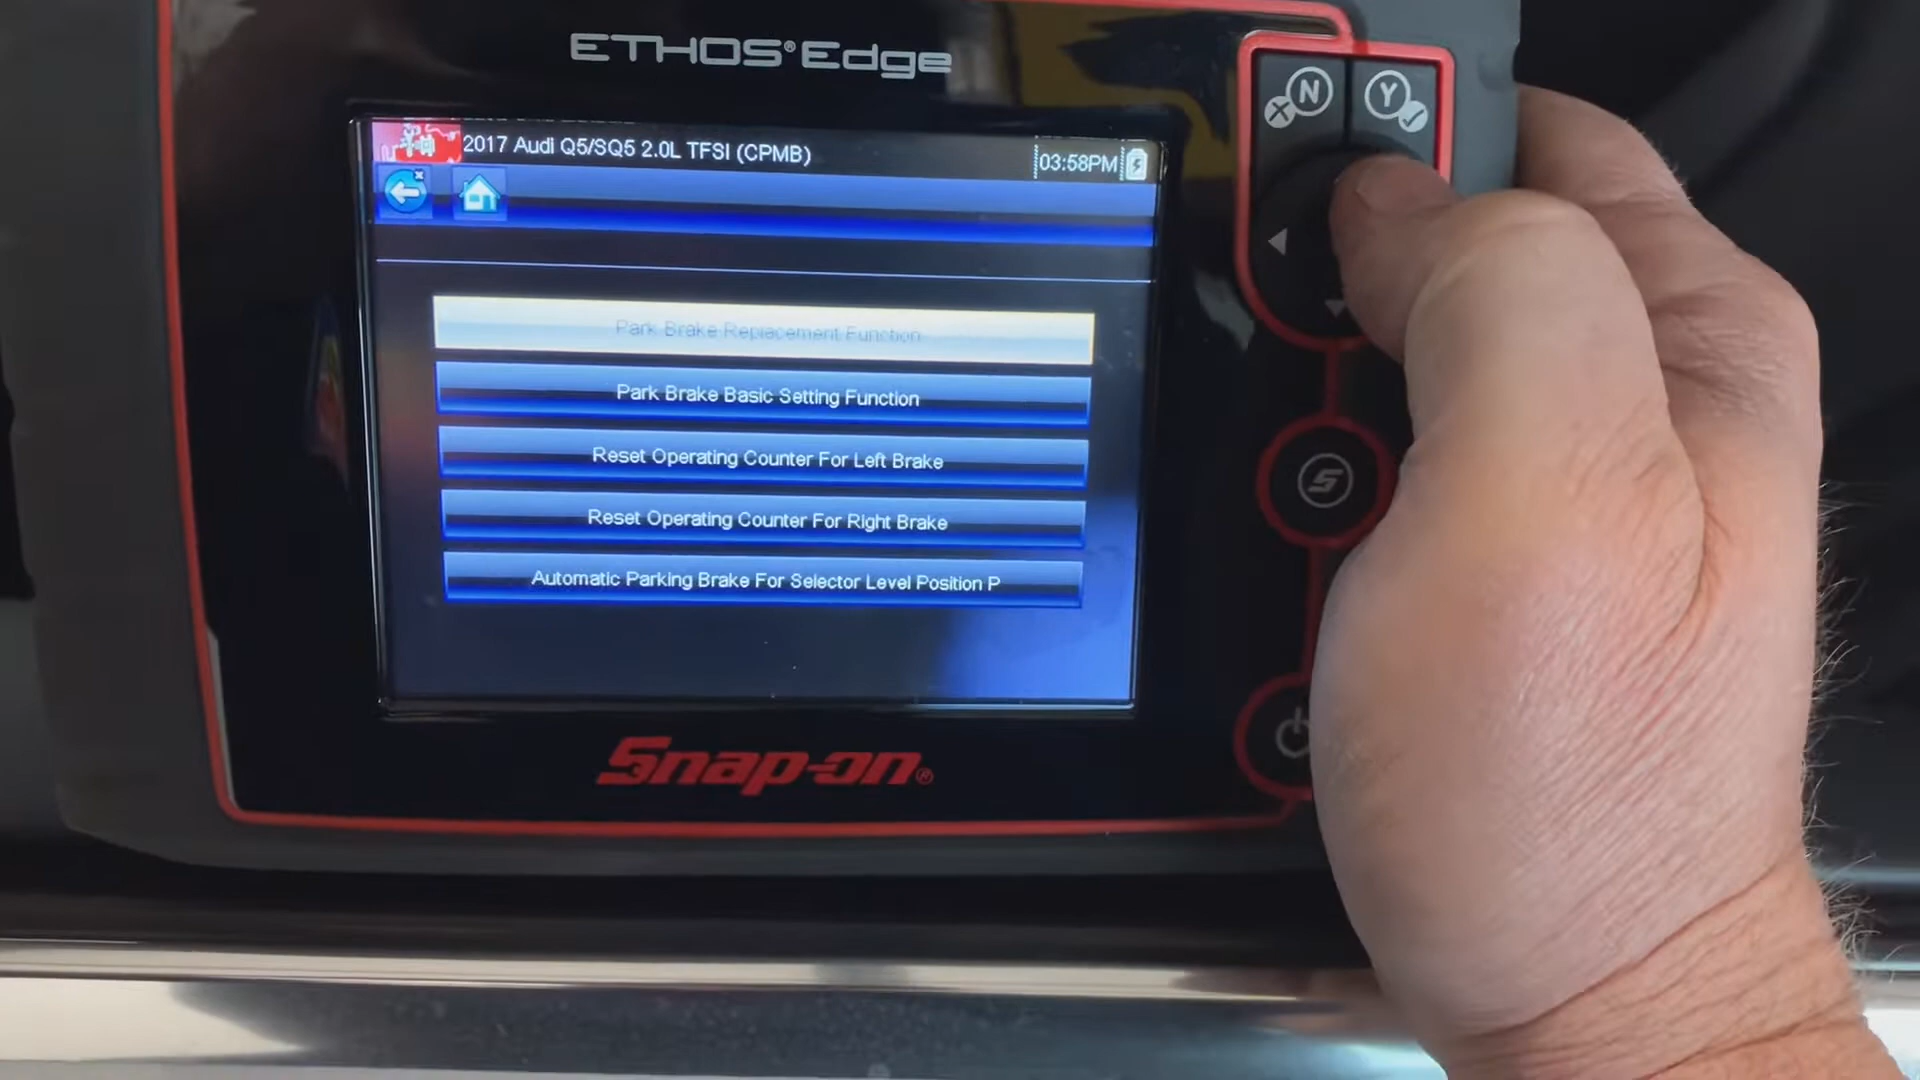 ETHOS® Edge
N Y
2017 Audi Q5/SQ5 2.0L TFSI (CPMB) 03:58PM
Park Brake Replacement Function
Park Brake Basic Setting Function
Reset Operating Counter For Left Brake
Reset Operating Counter For Right Brake
Automatic Parking Brake For Selector Level Position P
S
Snap-on®